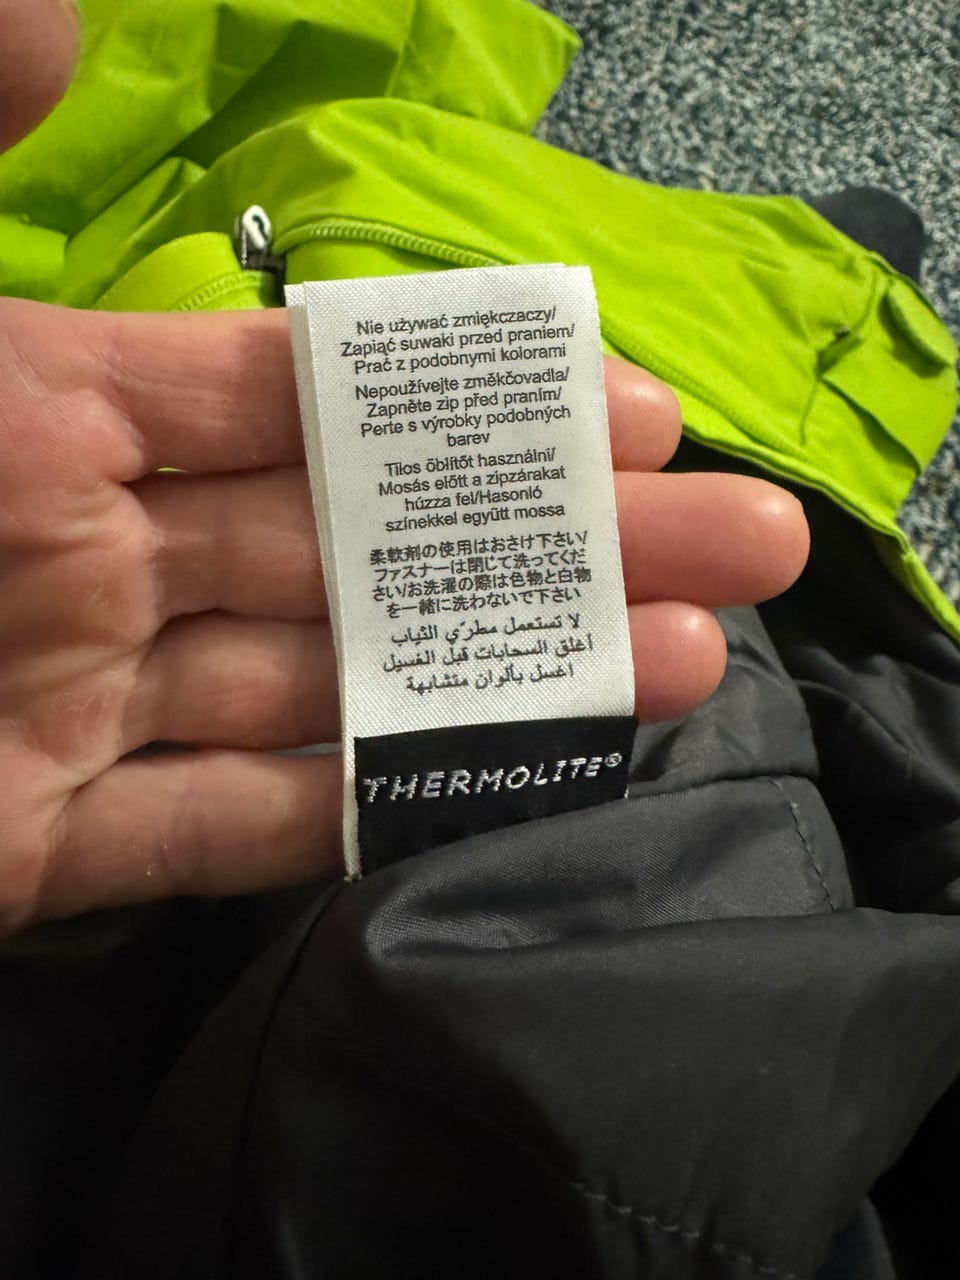 Nie używać zmiękczaczy/
Zapiąć suwaki przed praniem/
Prać z podobnymi kolorami
Nepoužívejte změkčovadla/
Zapněte zip před praním/
Perte s výrobky podobných
barev
Tilos öblítőt használni/
Mosás előtt a zipzárakat
húzza fel/Hasonló
színekkel együtt mossa
柔軟剤の使用はおさけ下さい/
ファスナーは閉じて洗ってくだ
さい/お洗濯の際は色物と白物
を一緒に洗わないで下さい
لا تستعمل مطرّي الثياب
أغلق السحابات قبل الغسيل
اغسل بألوان متشابهة
THERMOLITE®